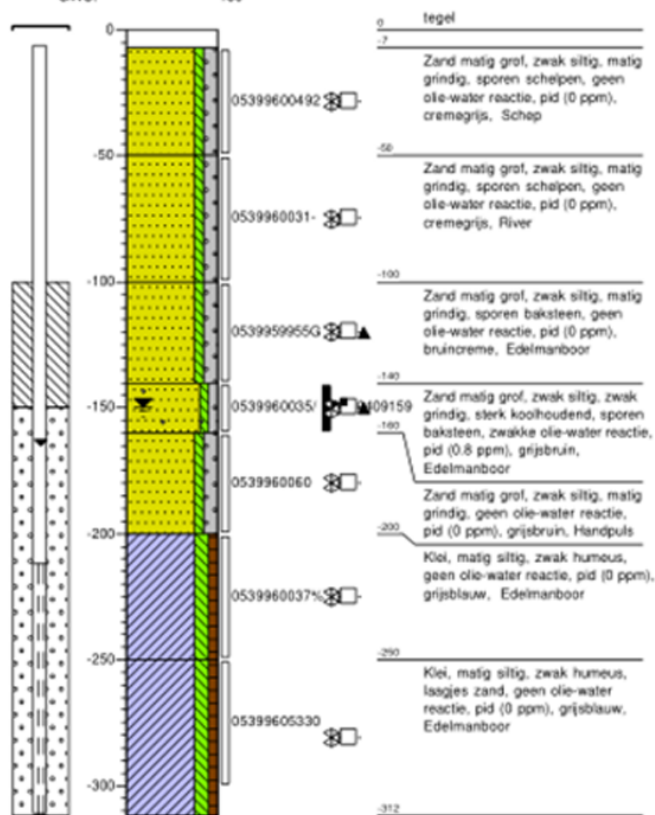 0
tegel
-7
Zand matig grof, zwak siltig, matig
grindig, sporen schelpen, geen
olie-water reactie, pid (0 ppm),
cremegrijs, Schep
05399600492
-50
-50
Zand matig grof, zwak siltig, matig
grindig, sporen schelpen, geen
olie-water reactie, pid (0 ppm),
cremegrijs, River
0539960031-
-100
-100
Zand matig grof, zwak siltig, matig
grindig, sporen baksteen, geen
olie-water reactie, pid (0 ppm),
bruincreme, Edelmanboor
0539959955G
-140
Zand matig grof, zwak siltig, zwak
grindig, sterk koolhoudend, sporen
baksteen, zwakke olie-water reactie,
pid (0.8 ppm), grijsbruin,
Edelmanboor
-150
0539960035/
-160
Zand matig grof, zwak siltig, matig
grindig, geen olie-water reactie,
pid (0 ppm), grijsbruin, Handpuls
0539960060
-200
-200
Klei, matig siltig, zwak humeus,
geen olie-water reactie, pid (0 ppm),
grijsblauw, Edelmanboor
0539960037%
-250
Klei, matig siltig, zwak humeus,
laagjes zand, geen olie-water
reactie, pid (0 ppm), grijsblauw,
Edelmanboor
05399605330
-300
-312